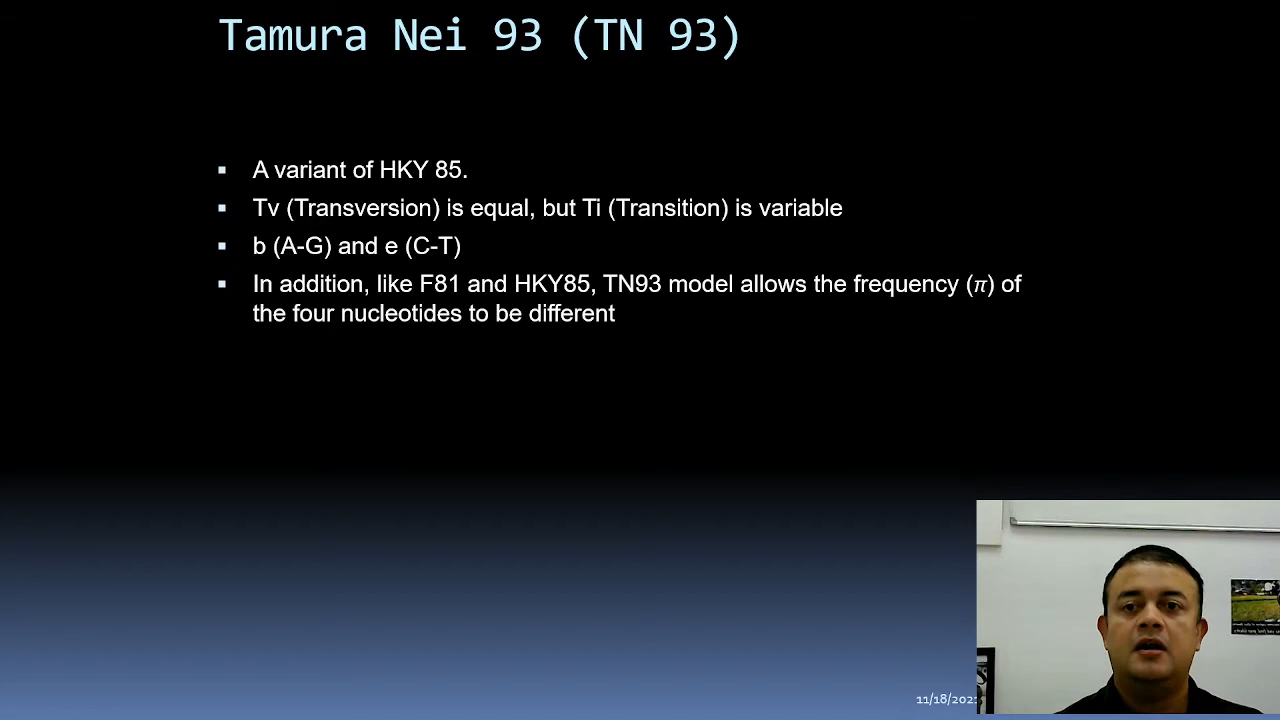 Tamura Nei 93 (TN 93)
A variant of HKY 85.
Tv (Transversion) is equal, but Ti (Transition) is variable
b (A-G) and e (C-T)
In addition, like F81 and HKY85, TN93 model allows the frequency (π) of
the four nucleotides to be different